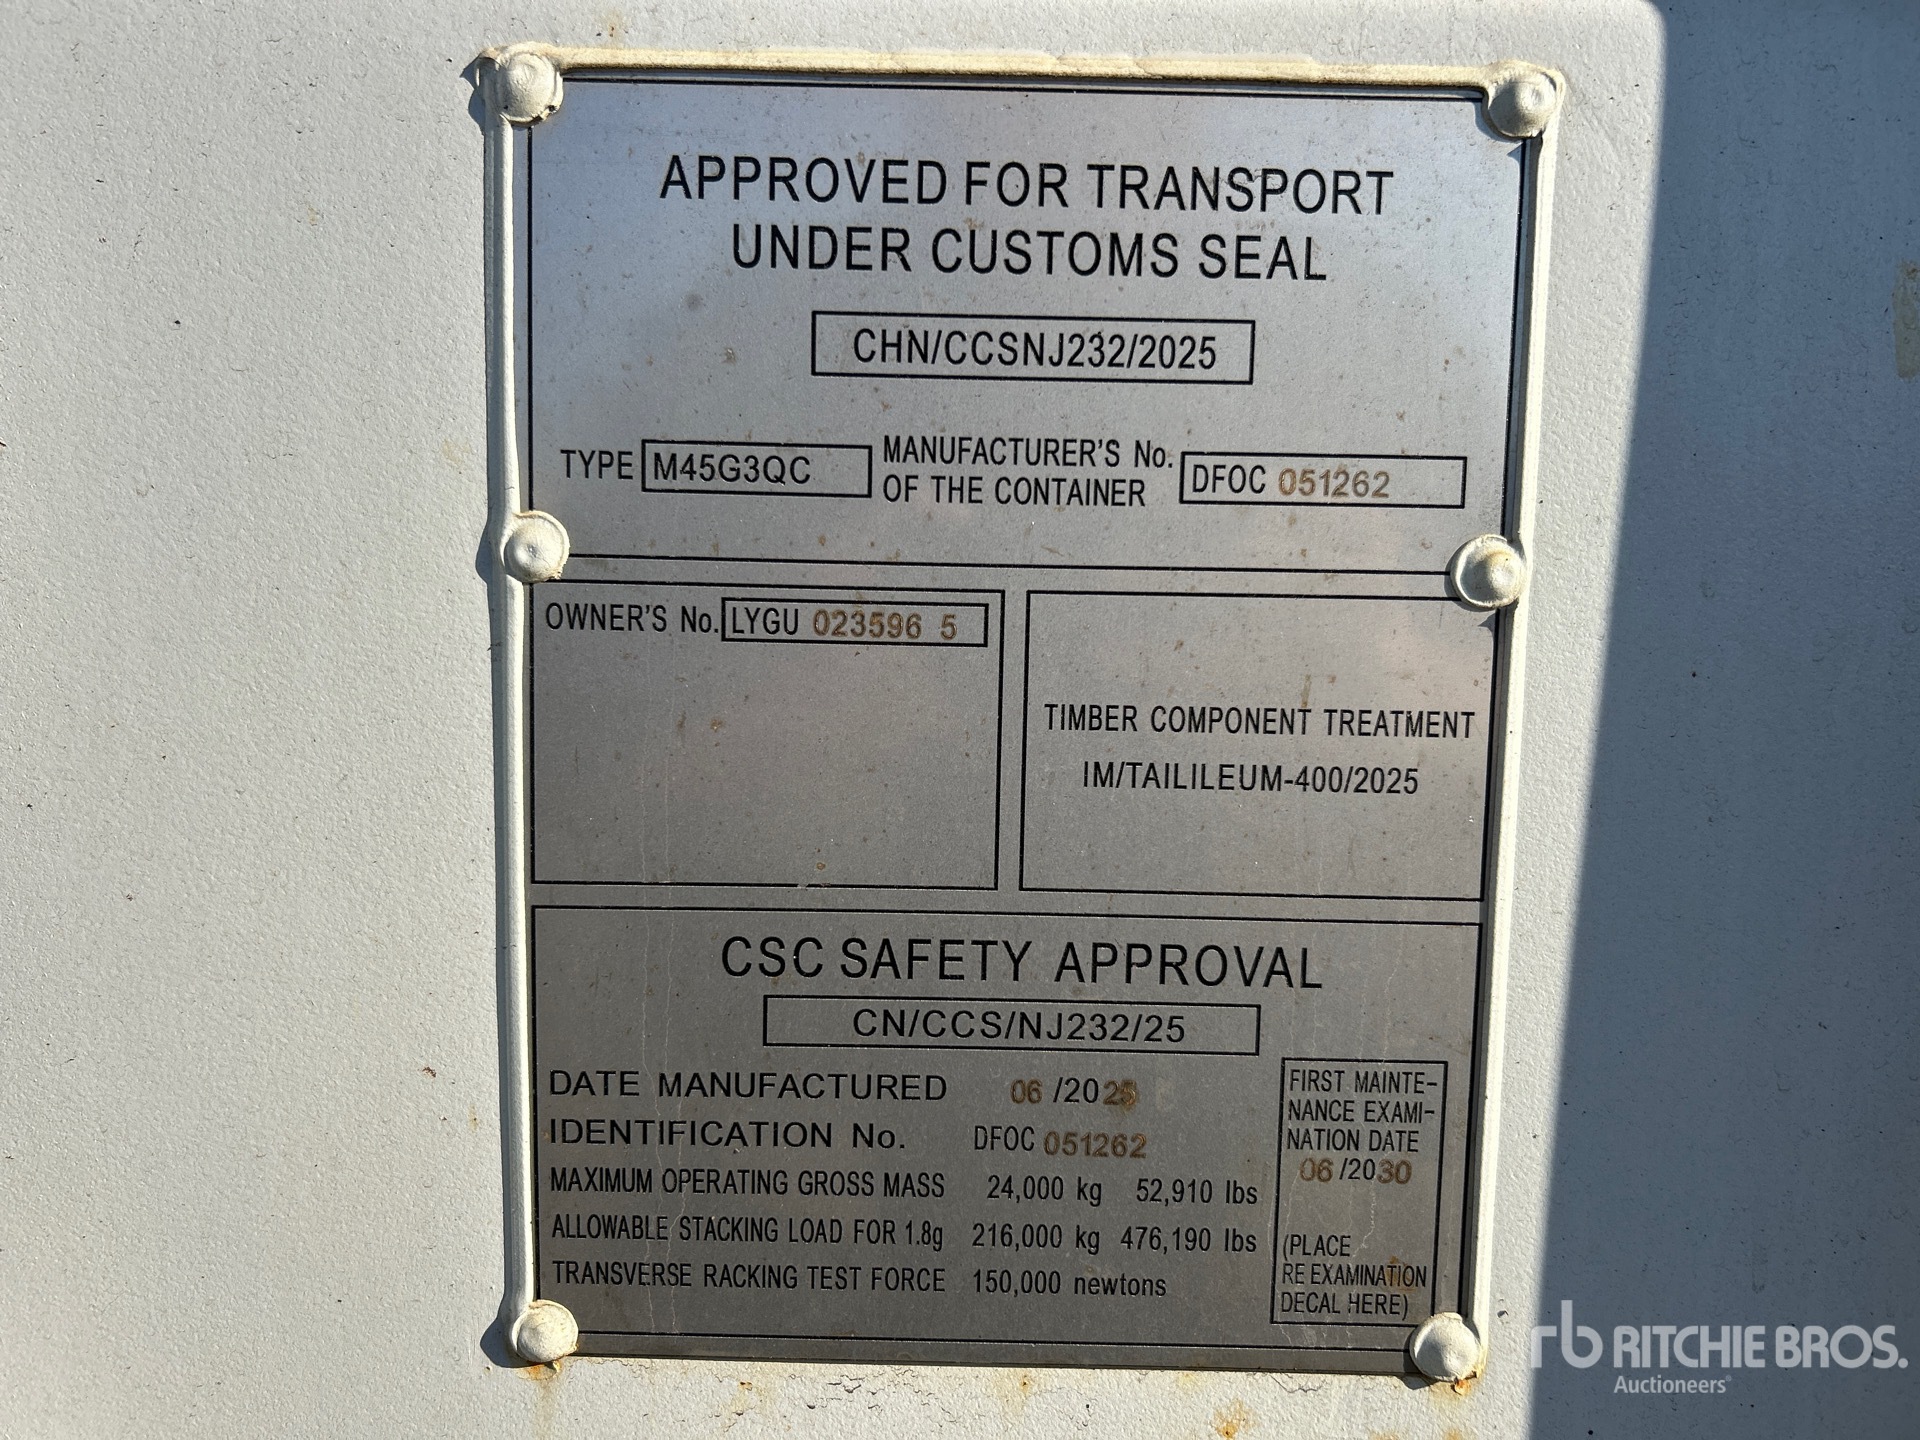 APPROVED FOR TRANSPORT
UNDER CUSTOMS SEAL
CHN/CCSNJ232/2025
TYPE M45G3QC
MANUFACTURER'S No.
OF THE CONTAINER
DFOC 051262
OWNER'S No. LYGU 023596 5
TIMBER COMPONENT TREATMENT
IM/TAILILEUM-400/2025
CSC SAFETY APPROVAL
CN/CCS/NJ232/25
DATE MANUFACTURED 06 /2025
IDENTIFICATION No. DFOC 051262
MAXIMUM OPERATING GROSS MASS 24,000 kg 52,910 lbs
ALLOWABLE STACKING LOAD FOR 1.8g 216,000 kg 476,190 lbs
TRANSVERSE RACKING TEST FORCE 150,000 newtons
FIRST MAINTE-
NANCE EXAMI-
NATION DATE
06 /2030
(PLACE
RE EXAMINATION
DECAL HERE)
rb RITCHIE BROS.
Auctioneers